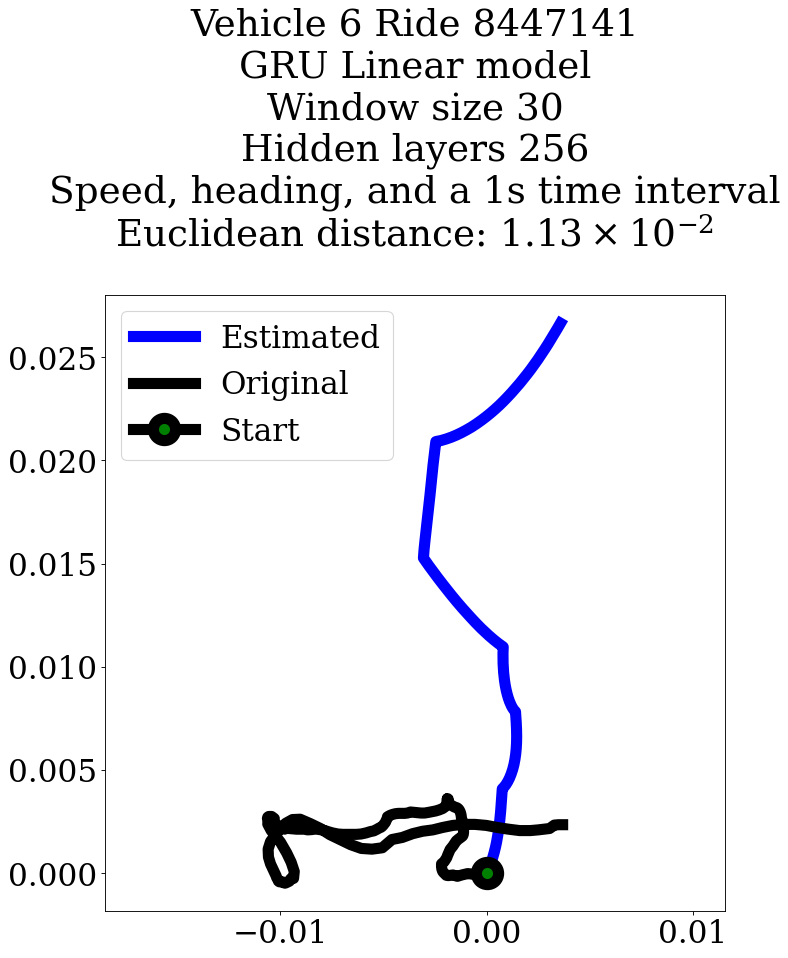 Vehicle 6 Ride 8447141
GRU Linear model
Window size 30
Hidden layers 256
Speed, heading, and a 1s time interval
Euclidean distance: 1.13 × 10⁻²
Estimated
Original
Start
0.025
0.020
0.015
0.010
0.005
0.000
−0.01
0.00
0.01